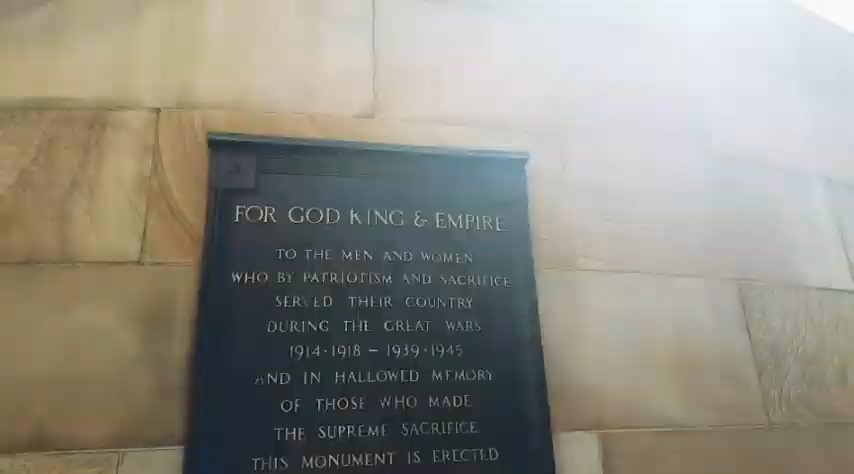 FOR GOD KING & EMPIRE
TO THE MEN AND WOMEN
WHO BY PATRIOTISM AND SACRIFICE
SERVED THEIR COUNTRY
DURING THE GREAT WARS
1914·1918 – 1939·1945
AND IN HALLOWED MEMORY
OF THOSE WHO MADE
THE SUPREME SACRIFICE
THIS MONUMENT IS ERECTED